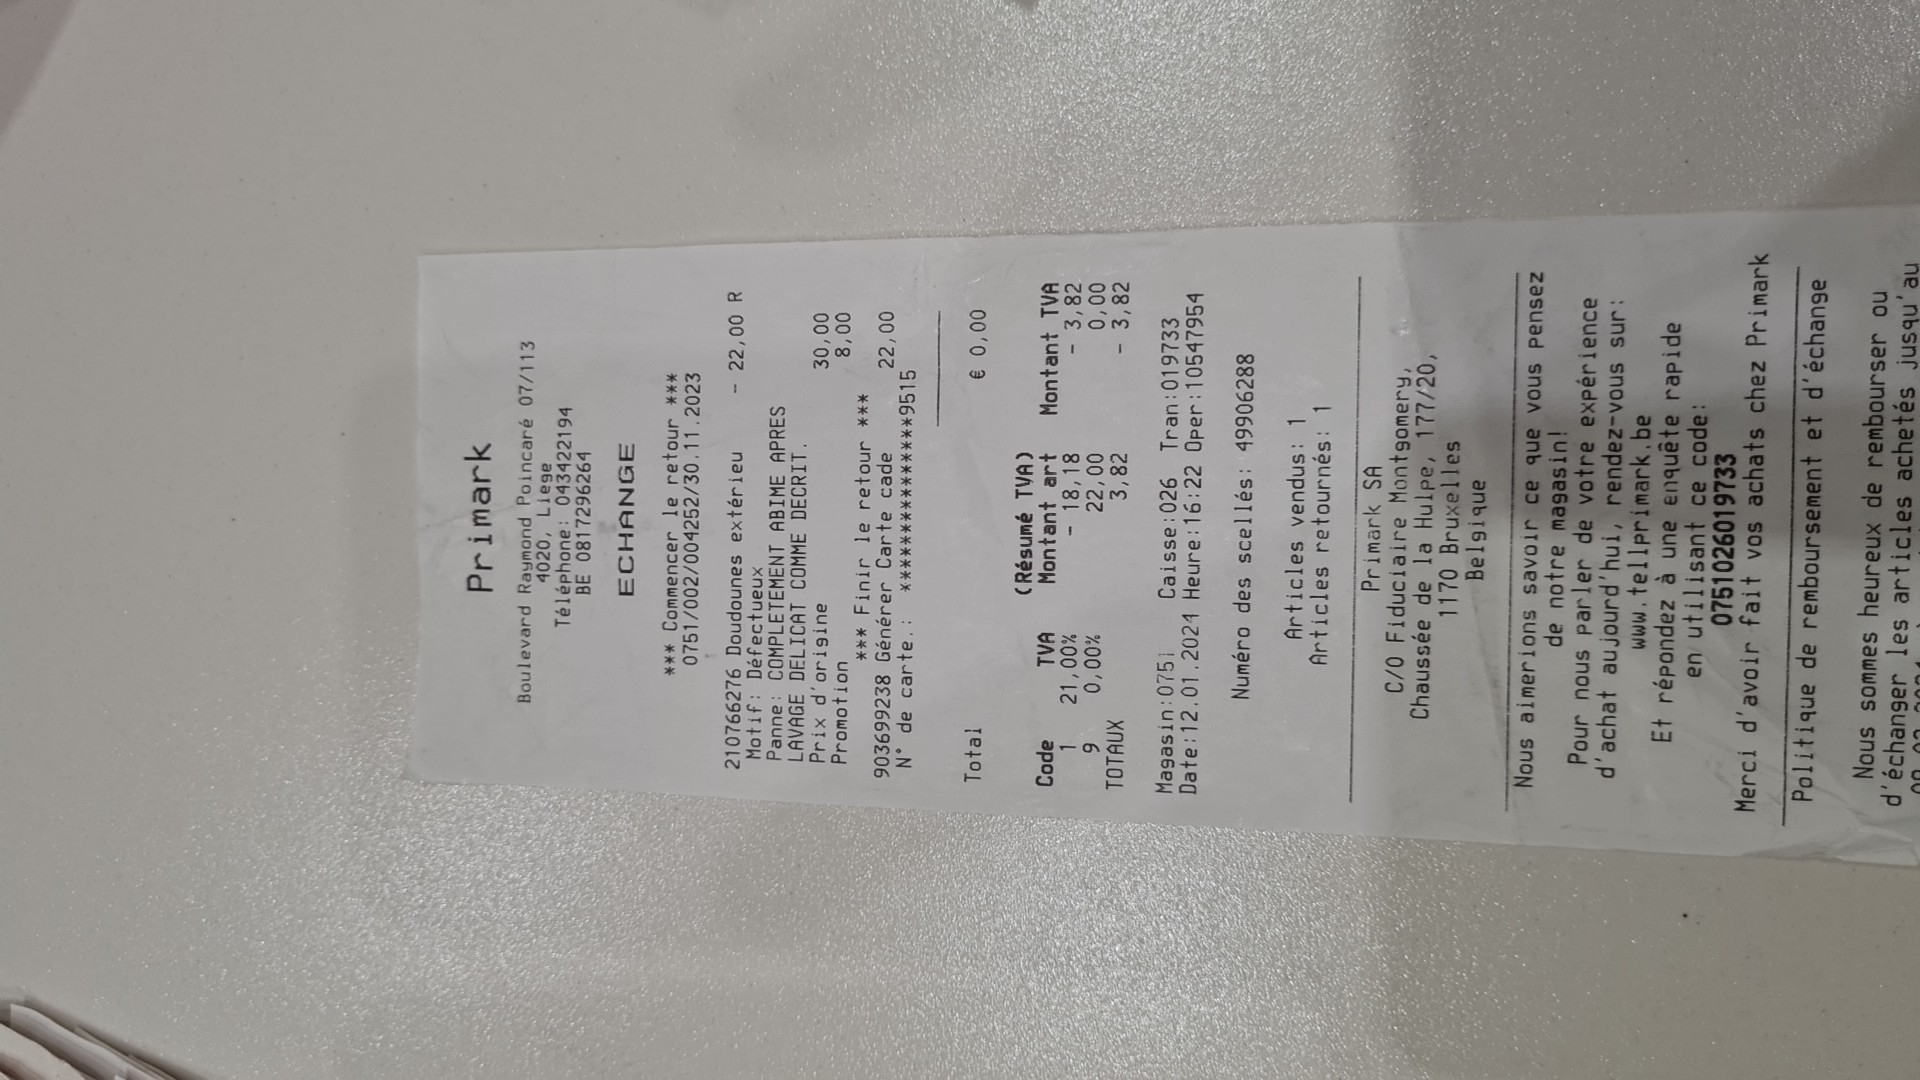 Primark
Boulevard Raymond Poincaré 07/13
4020, Liege
Téléphone: 043422194
BE 0817296264
ECHANGE
*** Commencer le retour ***
0751/002/004252/30.11.2023
210766276 Doudounes extérieu - 22,00 R
Motif: Défectueux
Panne: COMPLETEMENT ABIME APRES
LAVAGE DELICAT COMME DECRIT.
Prix d'origine 30,00
Promotion 8,00
*** Finir le retour ***
903699238 Générer Carte cade 22,00
N° de carte.: ***************9515
Total € 0,00
(Résumé TVA)
Code TVA Montant art Montant TVA
1 21,00% - 18,18 - 3,82
9 0,00% 22,00 0,00
TOTAUX 3,82 - 3,82
Magasin:0751 Caisse:026 Tran:019733
Date:12.01.2024 Heure:16:22 Oper:10547954
Numéro des scellés: 49906288
Articles vendus: 1
Articles retournés: 1
Primark SA
C/O Fiduciaire Montgomery,
Chaussée de la Hulpe, 177/20,
1170 Bruxelles
Belgique
Nous aimerions savoir ce que vous pensez
de notre magasin!
Pour nous parler de votre expérience
d'achat aujourd'hui, rendez-vous sur:
www.tellprimark.be
Et répondez à une enquête rapide
en utilisant ce code:
0751026019733
Merci d'avoir fait vos achats chez Primark
Politique de remboursement et d'échange
Nous sommes heureux de rembourser ou
d'échanger les articles achetés jusqu'au